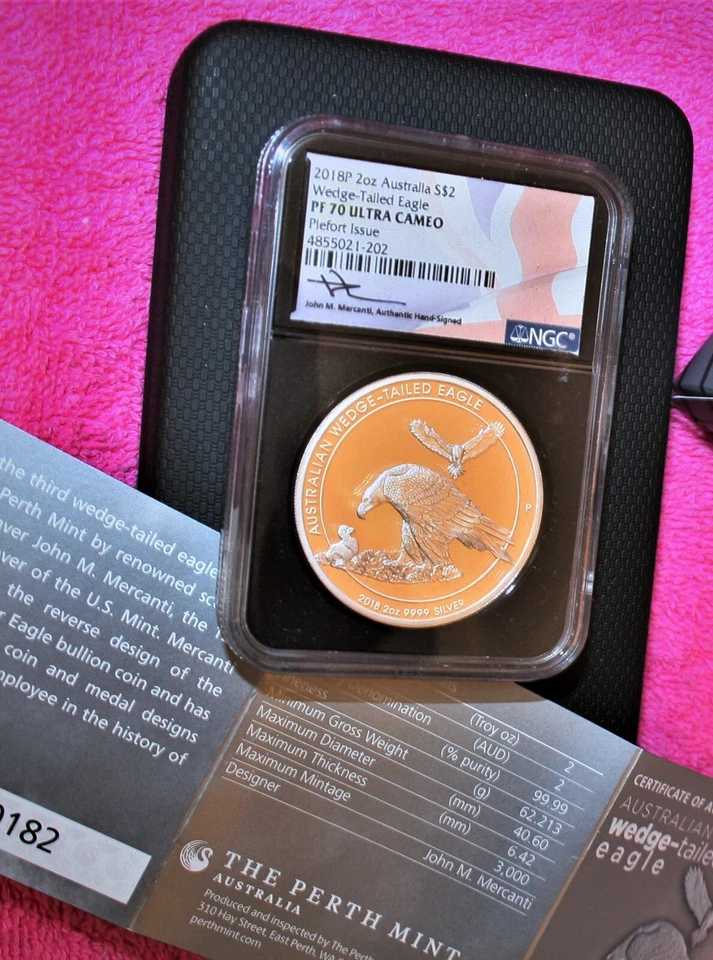 2018P 2oz Australia S$2
Wedge-Tailed Eagle
PF 70 ULTRA CAMEO
Piefort Issue
4855021-202
John M. Mercanti, Authentic Hand-Signed
NGC®
AUSTRALIAN WEDGE-TAILED EAGLE
P
2018 2oz 9999 SILVER
the third wedge-tailed eagle
Perth Mint by renowned
ver John M. Mercanti, the
ver of the U.S. Mint. Mercanti
the reverse design of the
Eagle bullion coin and has
coin and medal designs
mployee in the history of
0182
Denomination (Troy oz) 2
(AUD) 2
Minimum Gross Weight (% purity) 99.99
Maximum Diameter (g) 62.213
Maximum Thickness (mm) 40.60
Maximum Mintage (mm) 6.42
Designer 3,000
John M. Mercanti
THE PERTH MINT
AUSTRALIA
Produced and inspected by The Perth
310 Hay Street, East Perth, WA
perthmint.com
CERTIFICATE OF
AUSTRALIAN
wedge-taile
eagle